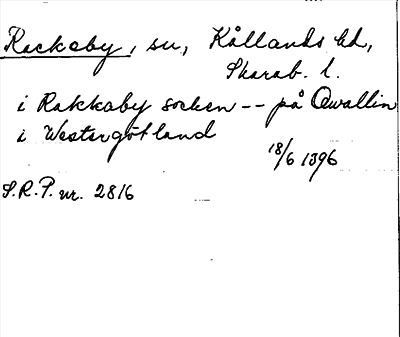 Rackeby, sn, Kållands hd,
Skarab. l.
i Rakkaby socken -- på Qwallin
i Westergötland
18/6 1396
S.R.P. nr. 2816